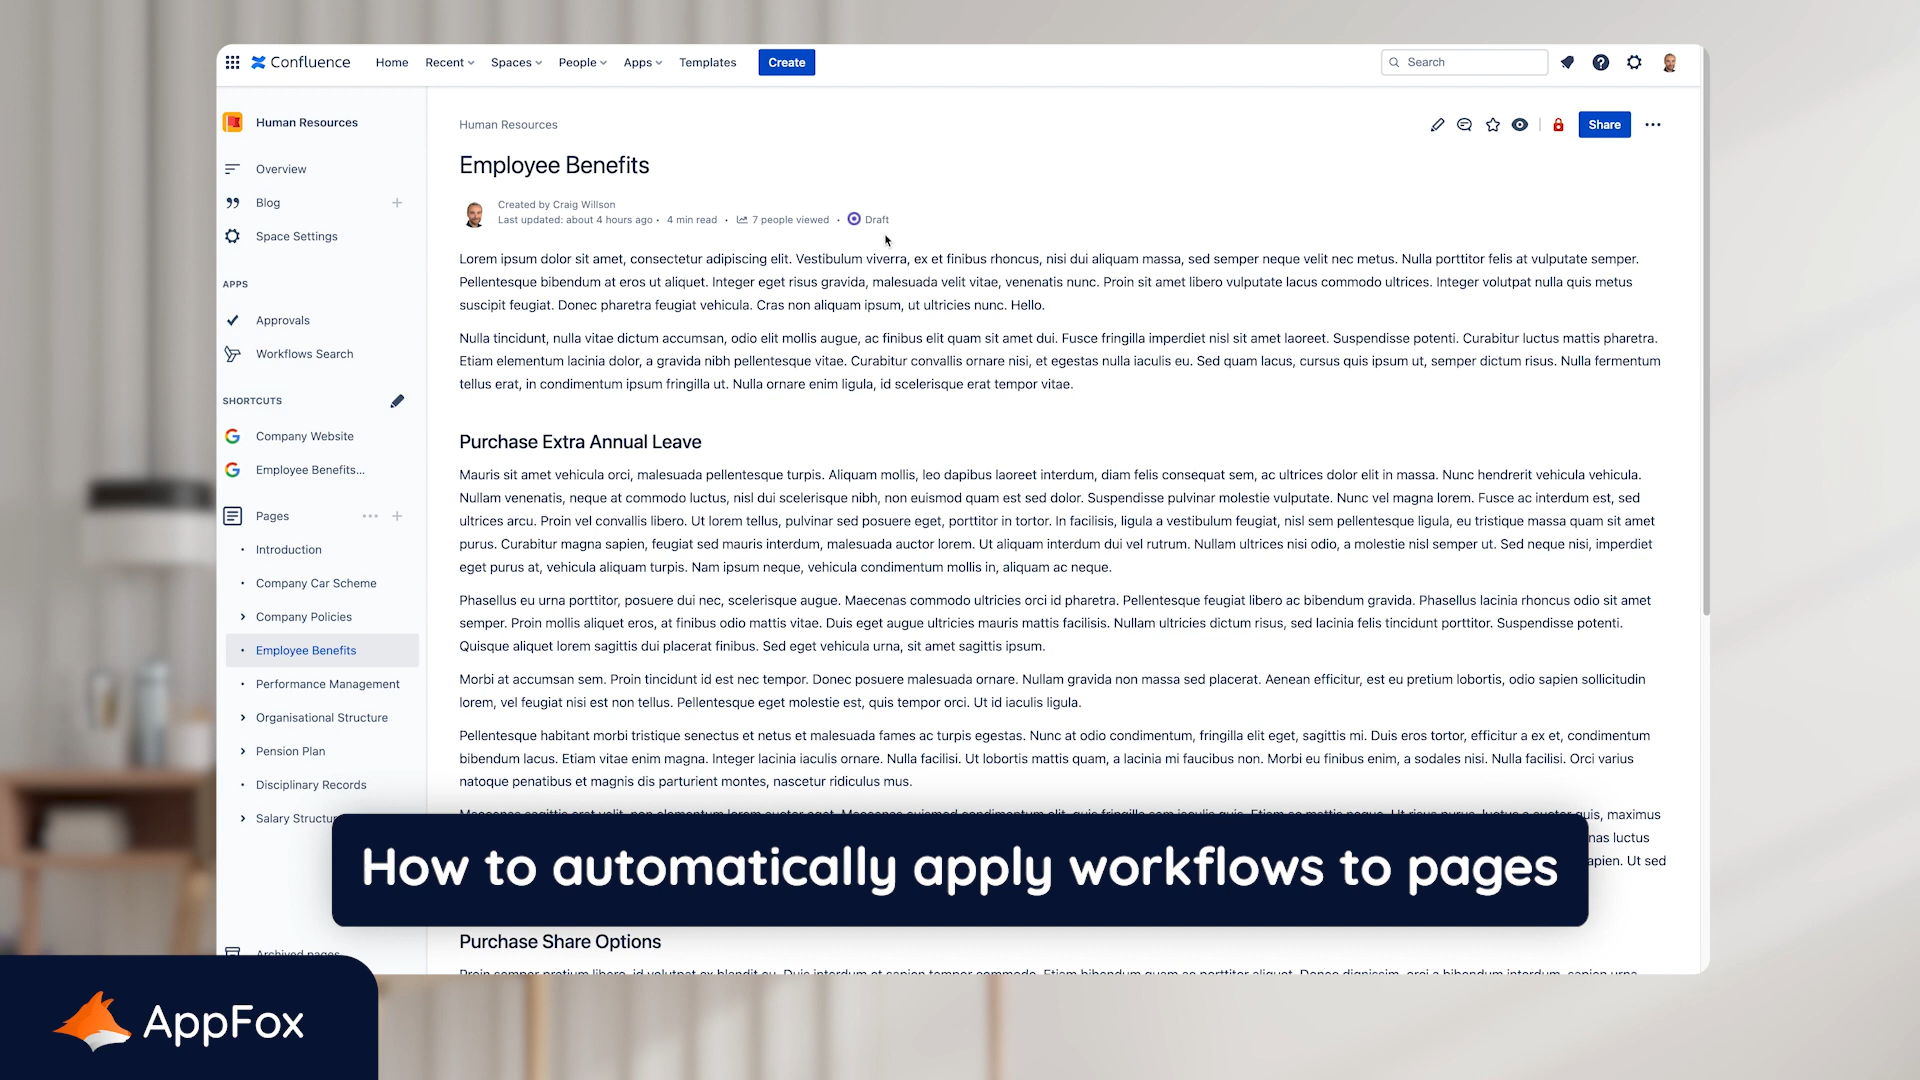 Confluence
Home
Recent
Spaces
People
Apps
Templates
Create
Search
Human Resources
Overview
Blog
Space Settings
APPS
Approvals
Workflows Search
SHORTCUTS
Company Website
Employee Benefits...
Pages
Introduction
Company Car Scheme
Company Policies
Employee Benefits
Performance Management
Organisational Structure
Pension Plan
Disciplinary Records
Salary
Archived pages
Human Resources
Share
Employee Benefits
Created by Craig Willson
Last updated: about 4 hours ago • 4 min read • 7 people viewed • Draft
Lorem ipsum dolor sit amet, consectetur adipiscing elit. Vestibulum viverra, ex et finibus rhoncus, nisi dui aliquam massa, sed semper neque velit nec metus. Nulla porttitor felis at vulputate semper.
Pellentesque bibendum at eros ut aliquet. Integer eget risus gravida, malesuada velit vitae, venenatis nunc. Proin sit amet libero vulputate lacus commodo ultrices. Integer volutpat nulla quis metus
suscipit feugiat. Donec pharetra feugiat vehicula. Cras non aliquam ipsum, ut ultricies nunc. Hello.
Nulla tincidunt, nulla vitae dictum accumsan, odio elit mollis augue, ac finibus elit quam sit amet dui. Fusce fringilla imperdiet nisl sit amet laoreet. Suspendisse potenti. Curabitur luctus mattis pharetra.
Etiam elementum lacinia dolor, a gravida nibh pellentesque vitae. Curabitur convallis ornare nisi, et egestas nulla iaculis eu. Sed quam lacus, cursus quis ipsum ut, semper dictum risus. Nulla fermentum
tellus erat, in condimentum ipsum fringilla ut. Nulla ornare enim ligula, id scelerisque erat tempor vitae.
Purchase Extra Annual Leave
Mauris sit amet vehicula orci, malesuada pellentesque turpis. Aliquam mollis, leo dapibus laoreet interdum, diam felis consequat sem, ac ultrices dolor elit in massa. Nunc hendrerit vehicula vehicula.
Nullam venenatis, neque at commodo luctus, nisl dui scelerisque nibh, non euismod quam est sed dolor. Suspendisse pulvinar molestie vulputate. Nunc vel magna lorem. Fusce ac interdum est, sed
ultrices arcu. Proin vel convallis libero. Ut lorem tellus, pulvinar sed posuere eget, porttitor in tortor. In facilisis, ligula a vestibulum feugiat, nisl sem pellentesque ligula, eu tristique massa quam sit amet
purus. Curabitur magna sapien, feugiat sed mauris interdum, malesuada auctor lorem. Ut aliquam interdum dui vel rutrum. Nullam ultrices nisi odio, a molestie nisl semper ut. Sed neque nisi, imperdiet
eget purus at, vehicula aliquam turpis. Nam ipsum neque, vehicula condimentum mollis in, aliquam ac neque.
Phasellus eu urna porttitor, posuere dui nec, scelerisque augue. Maecenas commodo ultricies orci id pharetra. Pellentesque feugiat libero ac bibendum gravida. Phasellus lacinia rhoncus odio sit amet
semper. Proin mollis aliquet eros, at finibus odio mattis vitae. Duis eget augue ultricies mauris mattis facilisis. Nullam ultricies dictum risus, sed lacinia felis tincidunt porttitor. Suspendisse potenti.
Quisque aliquet lorem sagittis dui placerat finibus. Sed eget vehicula urna, sit amet sagittis ipsum.
Morbi at accumsan sem. Proin tincidunt id est nec tempor. Donec posuere malesuada ornare. Nullam gravida non massa sed placerat. Aenean efficitur, est eu pretium lobortis, odio sapien sollicitudin
lorem, vel feugiat nisi est non tellus. Pellentesque eget molestie est, quis tempor orci. Ut id iaculis ligula.
Pellentesque habitant morbi tristique senectus et netus et malesuada fames ac turpis egestas. Nunc at odio condimentum, fringilla elit eget, sagittis mi. Duis eros tortor, efficitur a ex et, condimentum
bibendum lacus. Etiam vitae enim magna. Integer lacinia iaculis ornare. Nulla facilisi. Ut lobortis mattis quam, a lacinia mi faucibus non. Morbi eu finibus enim, a sodales nisi. Nulla facilisi. Orci varius
natoque penatibus et magnis dis parturient montes, nascetur ridiculus mus.
quis, maximus
luctus
Ut sed
How to automatically apply workflows to pages
Purchase Share Options
AppFox